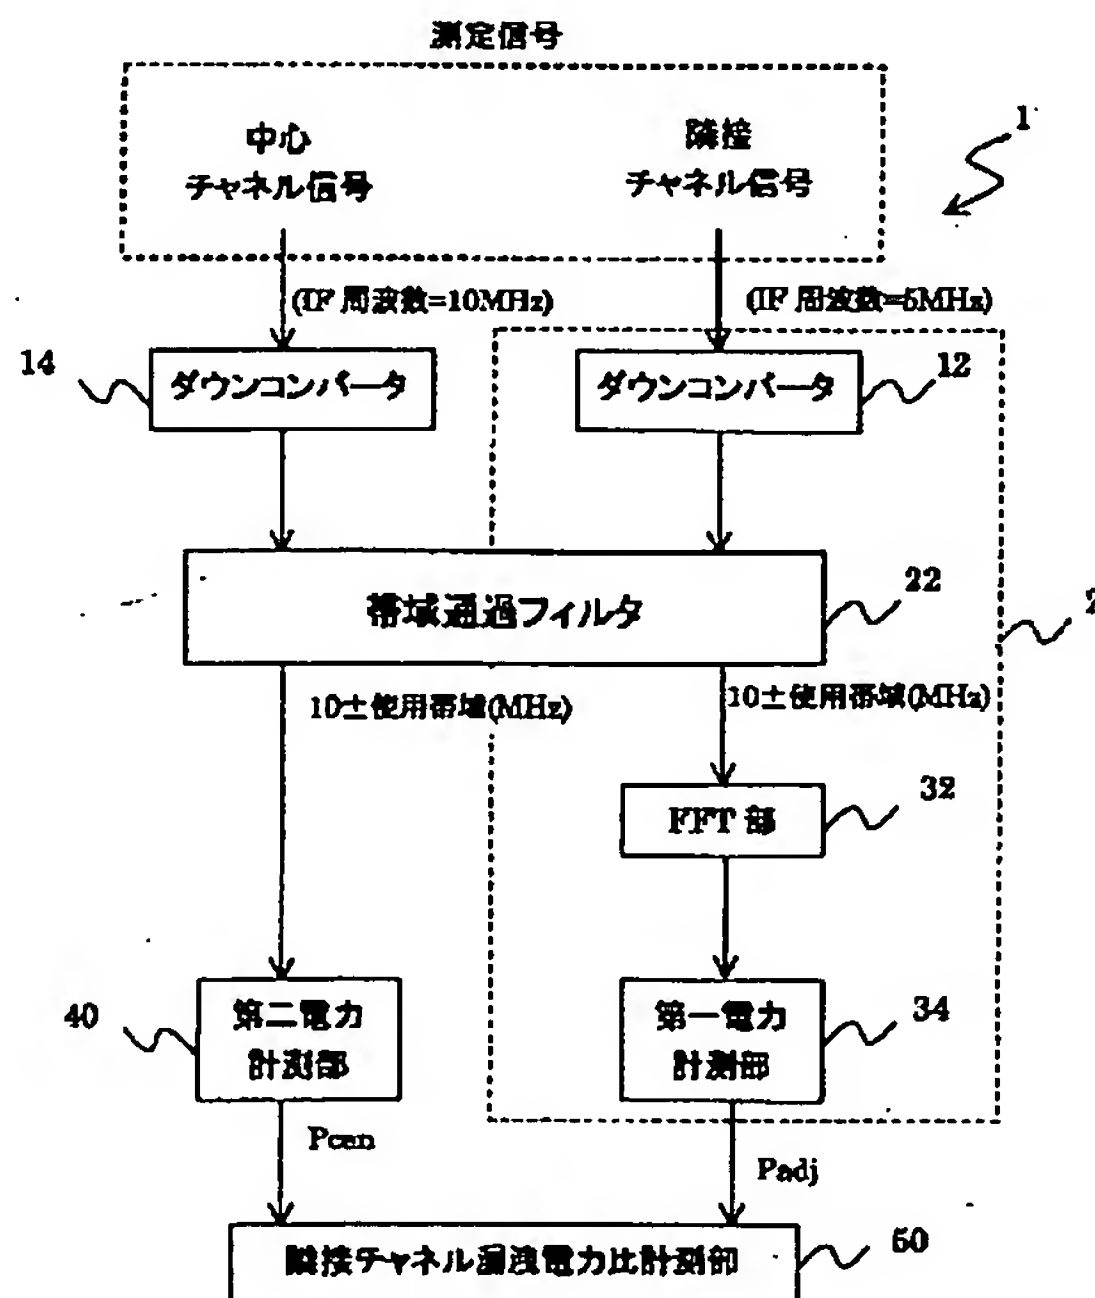 測定信号
中心
チャネル信号
隣接
チャネル信号
1
(IF 周波数=10MHz)
(IF 周波数=5MHz)
14
ダウンコンバータ
ダウンコンバータ
12
帯域通過フィルタ
22
2
10±使用帯域(MHz)
10±使用帯域(MHz)
FFT 部
32
40
第二電力
計測部
第一電力
計測部
34
Pcen
Padj
隣接チャネル漏洩電力比計測部
50